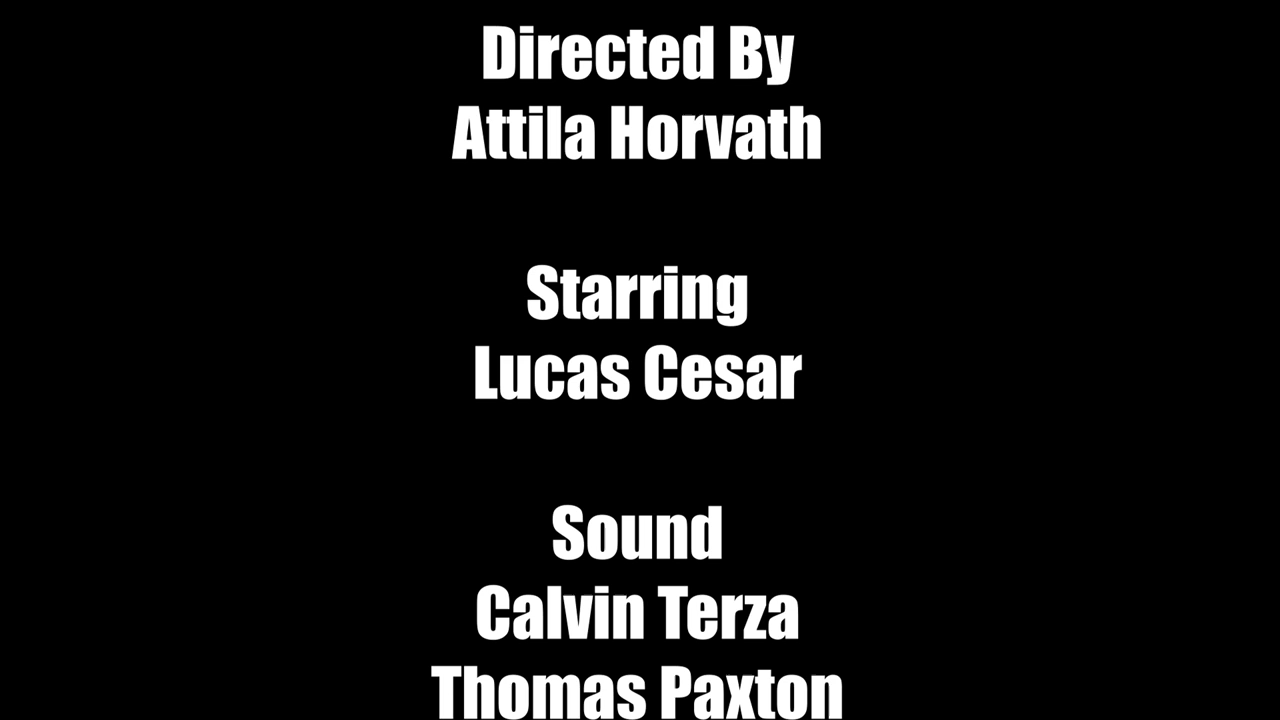 Directed By
Attila Horvath
Starring
Lucas Cesar
Sound
Calvin Terza
Thomas Paxton